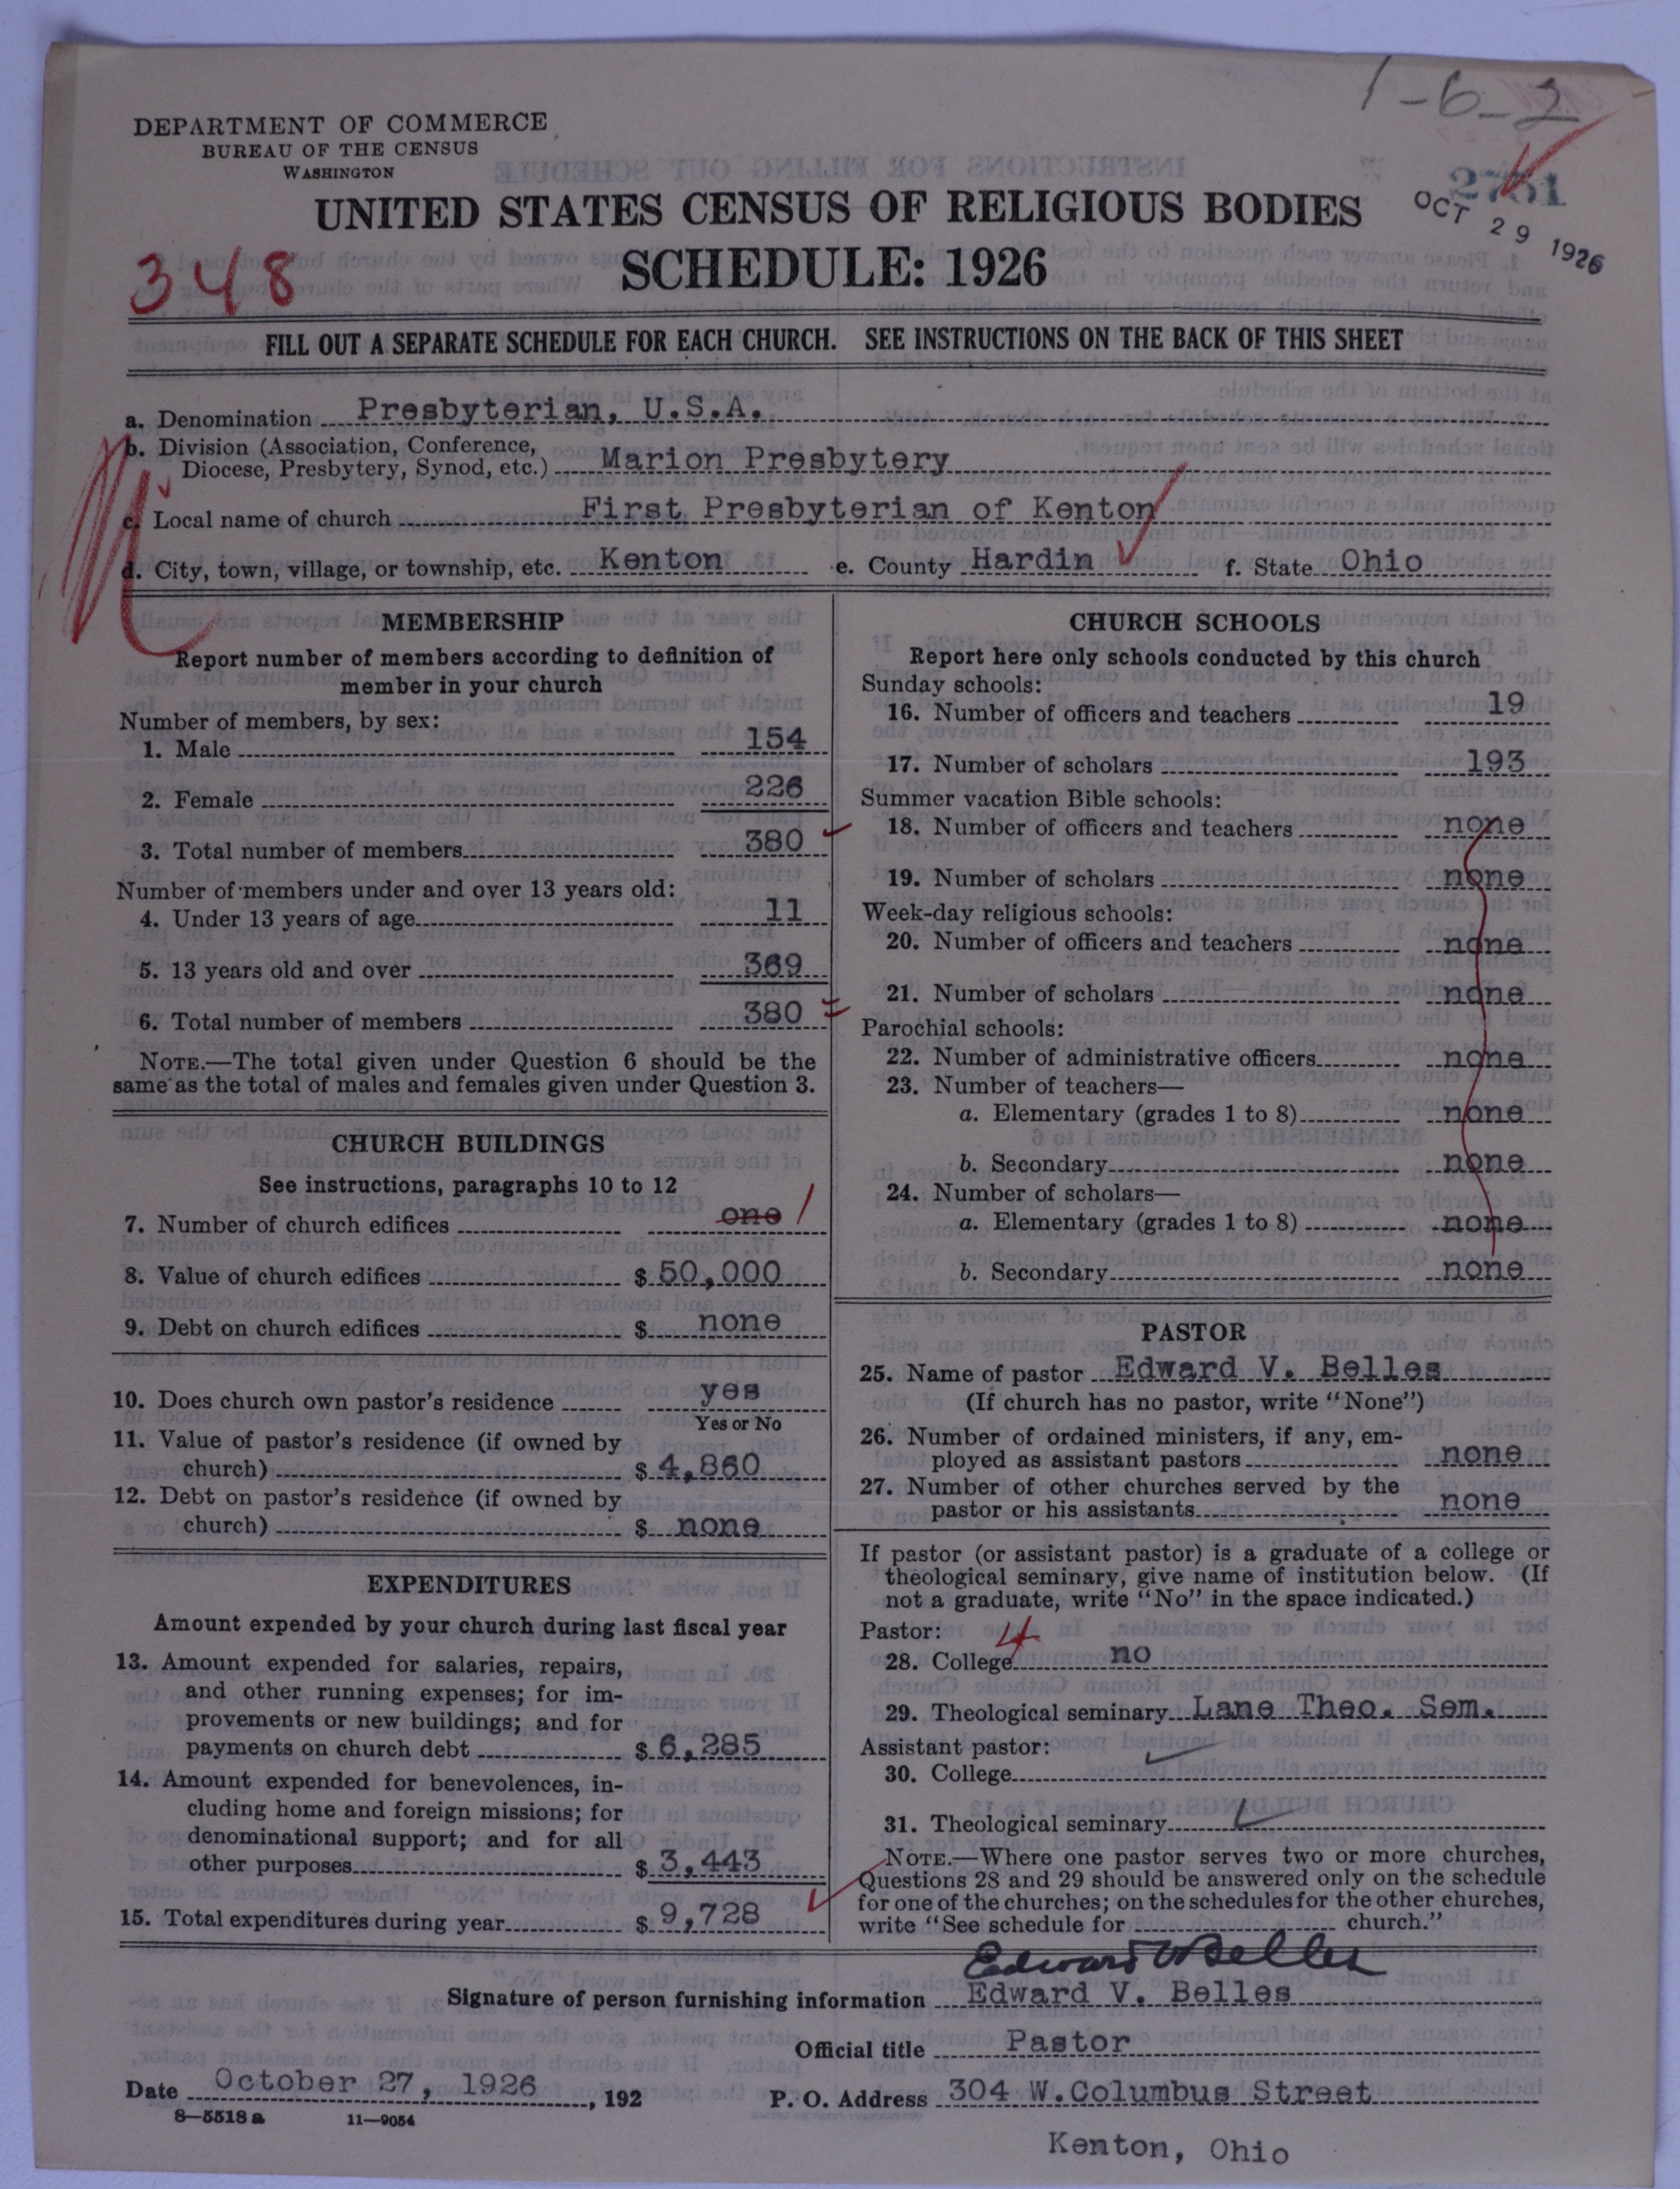 1-6-2
DEPARTMENT OF COMMERCE
BUREAU OF THE CENSUS
WASHINGTON
UNITED STATES CENSUS OF RELIGIOUS BODIES
2751
OCT 29 1926
SCHEDULE: 1926
348
FILL OUT A SEPARATE SCHEDULE FOR EACH CHURCH. SEE INSTRUCTIONS ON THE BACK OF THIS SHEET
a. Denomination Presbyterian, U.S.A.
b. Division (Association, Conference,
Diocese, Presbytery, Synod, etc.) Marion Presbytery
c. Local name of church First Presbyterian of Kenton
d. City, town, village, or township, etc. Kenton e. County Hardin f. State Ohio
MEMBERSHIP
Report number of members according to definition of
member in your church
Number of members, by sex:
1. Male 154
2. Female 226
3. Total number of members 380
Number of members under and over 13 years old:
4. Under 13 years of age 11
5. 13 years old and over 369
6. Total number of members 380
NOTE.—The total given under Question 6 should be the
same as the total of males and females given under Question 3.
CHURCH BUILDINGS
See instructions, paragraphs 10 to 12
7. Number of church edifices one 1
8. Value of church edifices $ 50,000
9. Debt on church edifices $ none
10. Does church own pastor's residence yes
Yes or No
11. Value of pastor's residence (if owned by
church) $ 4,860
12. Debt on pastor's residence (if owned by
church) $ none
EXPENDITURES
Amount expended by your church during last fiscal year
13. Amount expended for salaries, repairs,
and other running expenses; for im-
provements or new buildings; and for
payments on church debt $ 6,285
14. Amount expended for benevolences, in-
cluding home and foreign missions; for
denominational support; and for all
other purposes $ 3,443
15. Total expenditures during year $ 9,728
CHURCH SCHOOLS
Report here only schools conducted by this church
Sunday schools:
16. Number of officers and teachers 19
17. Number of scholars 193
Summer vacation Bible schools:
18. Number of officers and teachers none
19. Number of scholars none
Week-day religious schools:
20. Number of officers and teachers none
21. Number of scholars none
Parochial schools:
22. Number of administrative officers none
23. Number of teachers—
a. Elementary (grades 1 to 8) none
b. Secondary none
24. Number of scholars—
a. Elementary (grades 1 to 8) none
b. Secondary none
PASTOR
25. Name of pastor Edward V. Belles
(If church has no pastor, write "None")
26. Number of ordained ministers, if any, em-
ployed as assistant pastors none
27. Number of other churches served by the
pastor or his assistants none
If pastor (or assistant pastor) is a graduate of a college or
theological seminary, give name of institution below. (If
not a graduate, write "No" in the space indicated.)
Pastor: 4
28. College no
29. Theological seminary Lane Theo. Sem.
Assistant pastor:
30. College
31. Theological seminary
NOTE.—Where one pastor serves two or more churches,
Questions 28 and 29 should be answered only on the schedule
for one of the churches; on the schedules for the other churches,
write "See schedule for church."
Edward V Belles
Signature of person furnishing information Edward V. Belles
Official title Pastor
Date October 27, 1926, 192 P. O. Address 304 W.Columbus Street
8—5518 a 11—9054
Kenton, Ohio